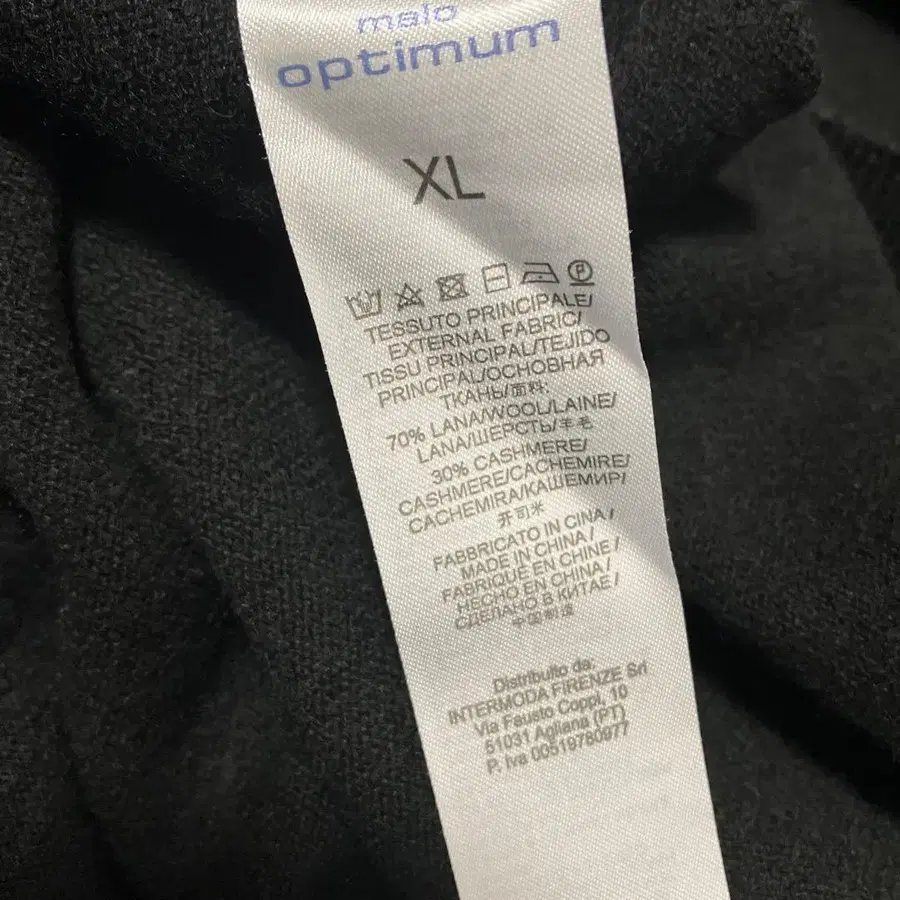 malo
optimum
XL
P
TESSUTO PRINCIPALE/
EXTERNAL FABRIC/
TISSU PRINCIPAL/TEJIDO
PRINCIPAL/ОСНОВНАЯ
ТКАНЬ/面料:
70% LANA/WOOL/LAINE/
LANA/ШЕРСТЬ/羊毛
30% CASHMERE/
CASHMERE/CACHEMIRE/
CACHEMIRA/КАШЕМИР/
开司米
FABBRICATO IN CINA /
MADE IN CHINA /
FABRIQUÉ EN CHINE /
HECHO EN CHINA /
СДЕЛАНО В КИТАЕ /
中国制造
Distribuito da:
INTERMODA FIRENZE Srl
Via Fausto Coppi, 10
51031 Agliana (PT)
P. Iva 00519780977